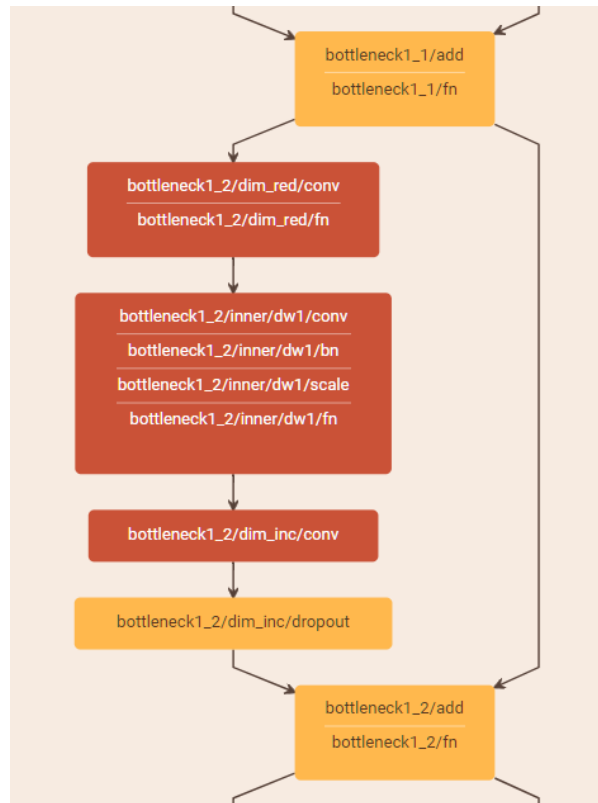 bottleneck1_1/add
bottleneck1_1/fn
bottleneck1_2/dim_red/conv
bottleneck1_2/dim_red/fn
bottleneck1_2/inner/dw1/conv
bottleneck1_2/inner/dw1/bn
bottleneck1_2/inner/dw1/scale
bottleneck1_2/inner/dw1/fn
bottleneck1_2/dim_inc/conv
bottleneck1_2/dim_inc/dropout
bottleneck1_2/add
bottleneck1_2/fn